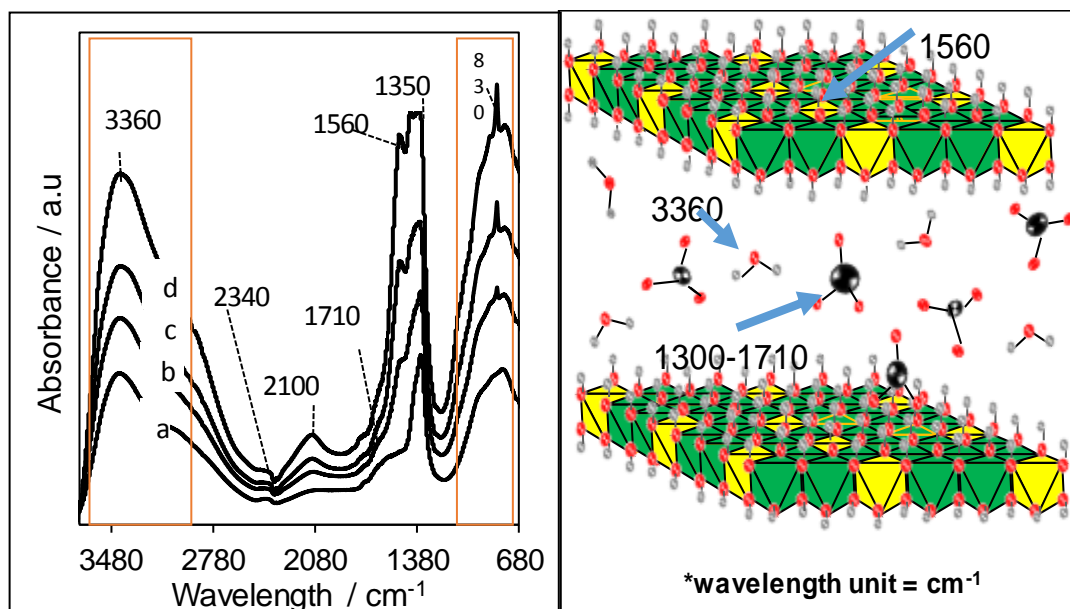 8
3
0
1350
1560
3360
d
c
b
a
2340
1710
2100
Absorbance / a.u
3480 2780 2080 1380 680
Wavelength / cm-1
1560
3360
1300-1710
*wavelength unit = cm-1